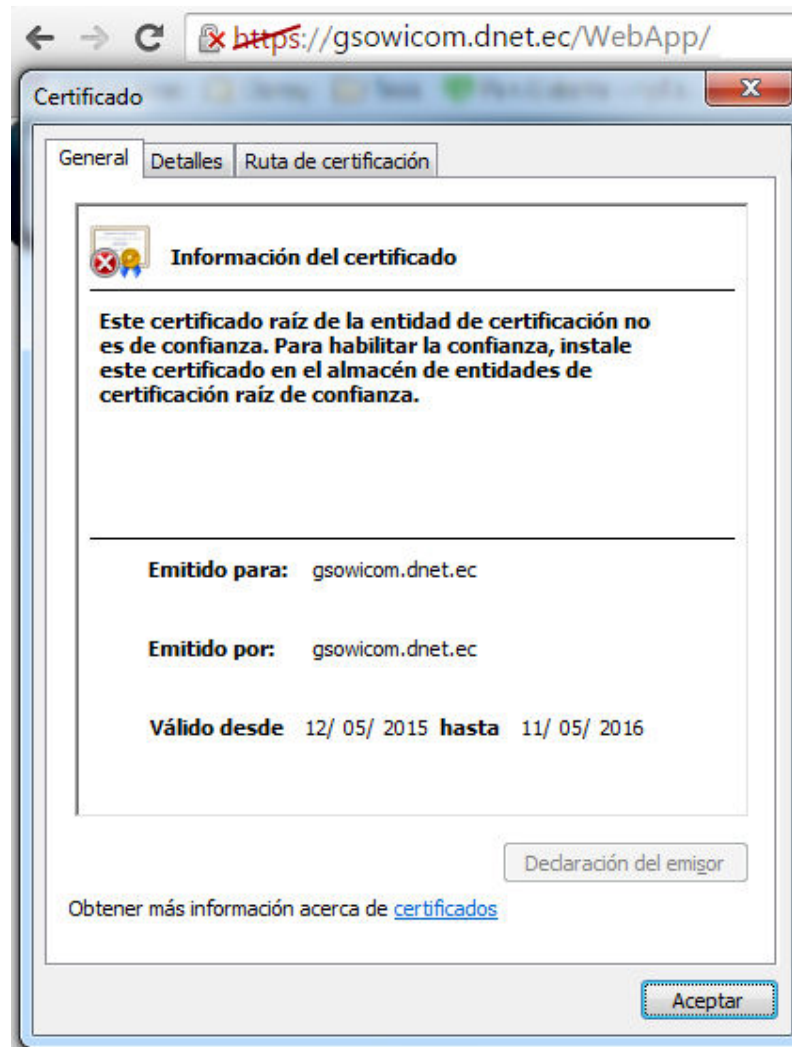 https://gsowicom.dnet.ec/WebApp/
Certificado
General Detalles Ruta de certificación
Información del certificado
Este certificado raíz de la entidad de certificación no
es de confianza. Para habilitar la confianza, instale
este certificado en el almacén de entidades de
certificación raíz de confianza.
Emitido para: gsowicom.dnet.ec
Emitido por: gsowicom.dnet.ec
Válido desde 12/ 05/ 2015 hasta 11/ 05/ 2016
Declaración del emisor
Obtener más información acerca de certificados
Aceptar